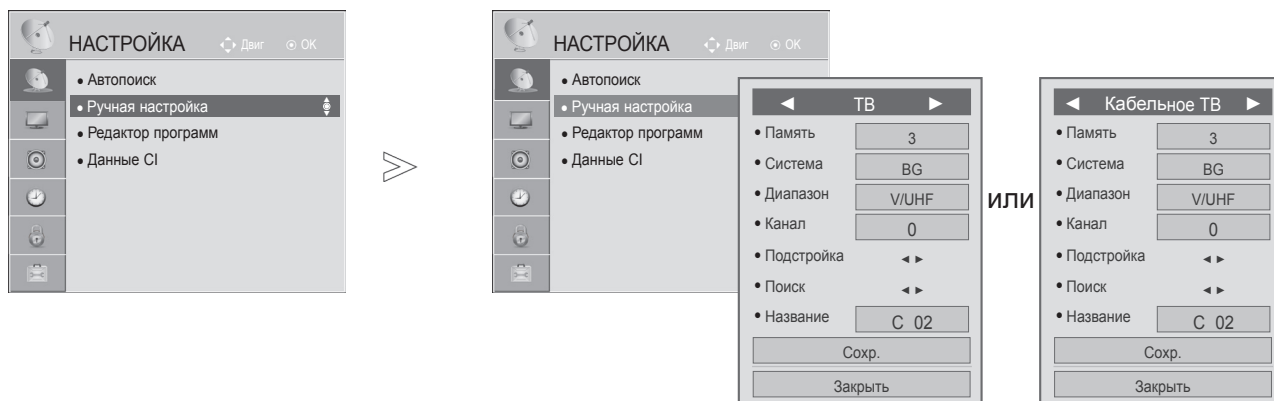 НАСТРОЙКА Двиг ОК
• Автопоиск
• Ручная настройка
• Редактор программ
• Данные CI
НАСТРОЙКА Двиг ОК
• Автопоиск
• Ручная настройка
• Редактор программ
• Данные CI
◄ ТВ ►
• Память 3
• Система BG
• Диапазон V/UHF
• Канал 0
• Подстройка ◄ ►
• Поиск ◄ ►
• Название C 02
Сохр.
Закрыть
или
◄ Кабельное ТВ ►
• Память 3
• Система BG
• Диапазон V/UHF
• Канал 0
• Подстройка ◄ ►
• Поиск ◄ ►
• Название C 02
Сохр.
Закрыть